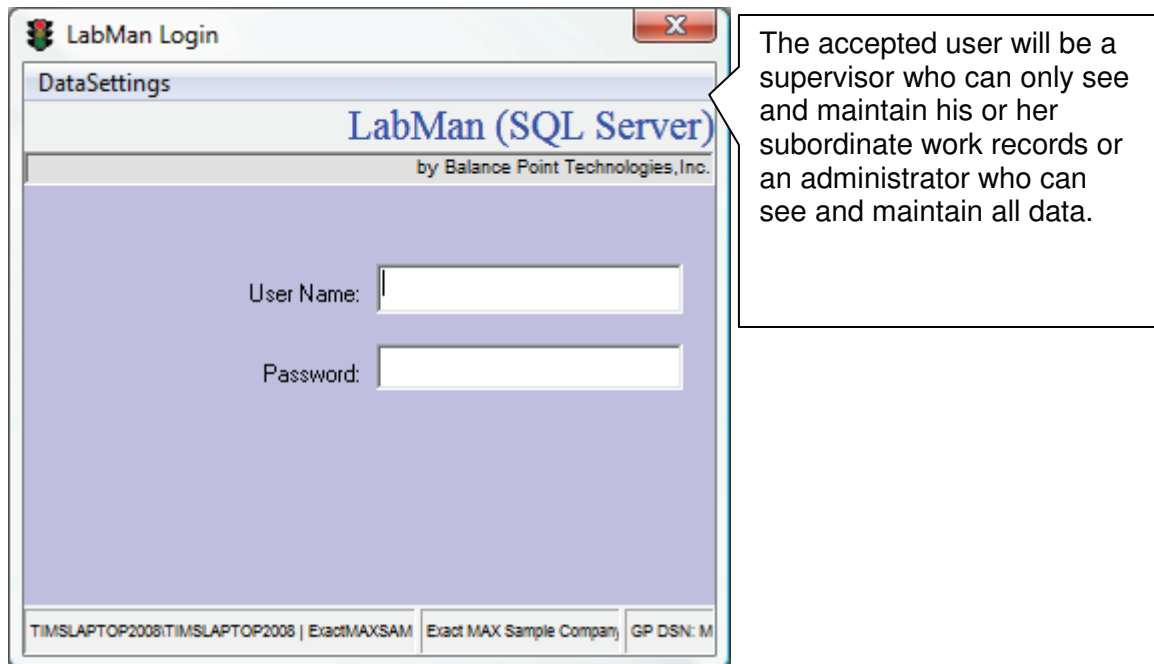 LabMan Login
DataSettings
LabMan (SQL Server)
by Balance Point Technologies,Inc.
User Name:
Password:
TIMSLAPTOP2008\TIMSLAPTOP2008 | ExactMAXSAM
Exact MAX Sample Company
GP DSN: M
The accepted user will be a
supervisor who can only see
and maintain his or her
subordinate work records or
an administrator who can
see and maintain all data.